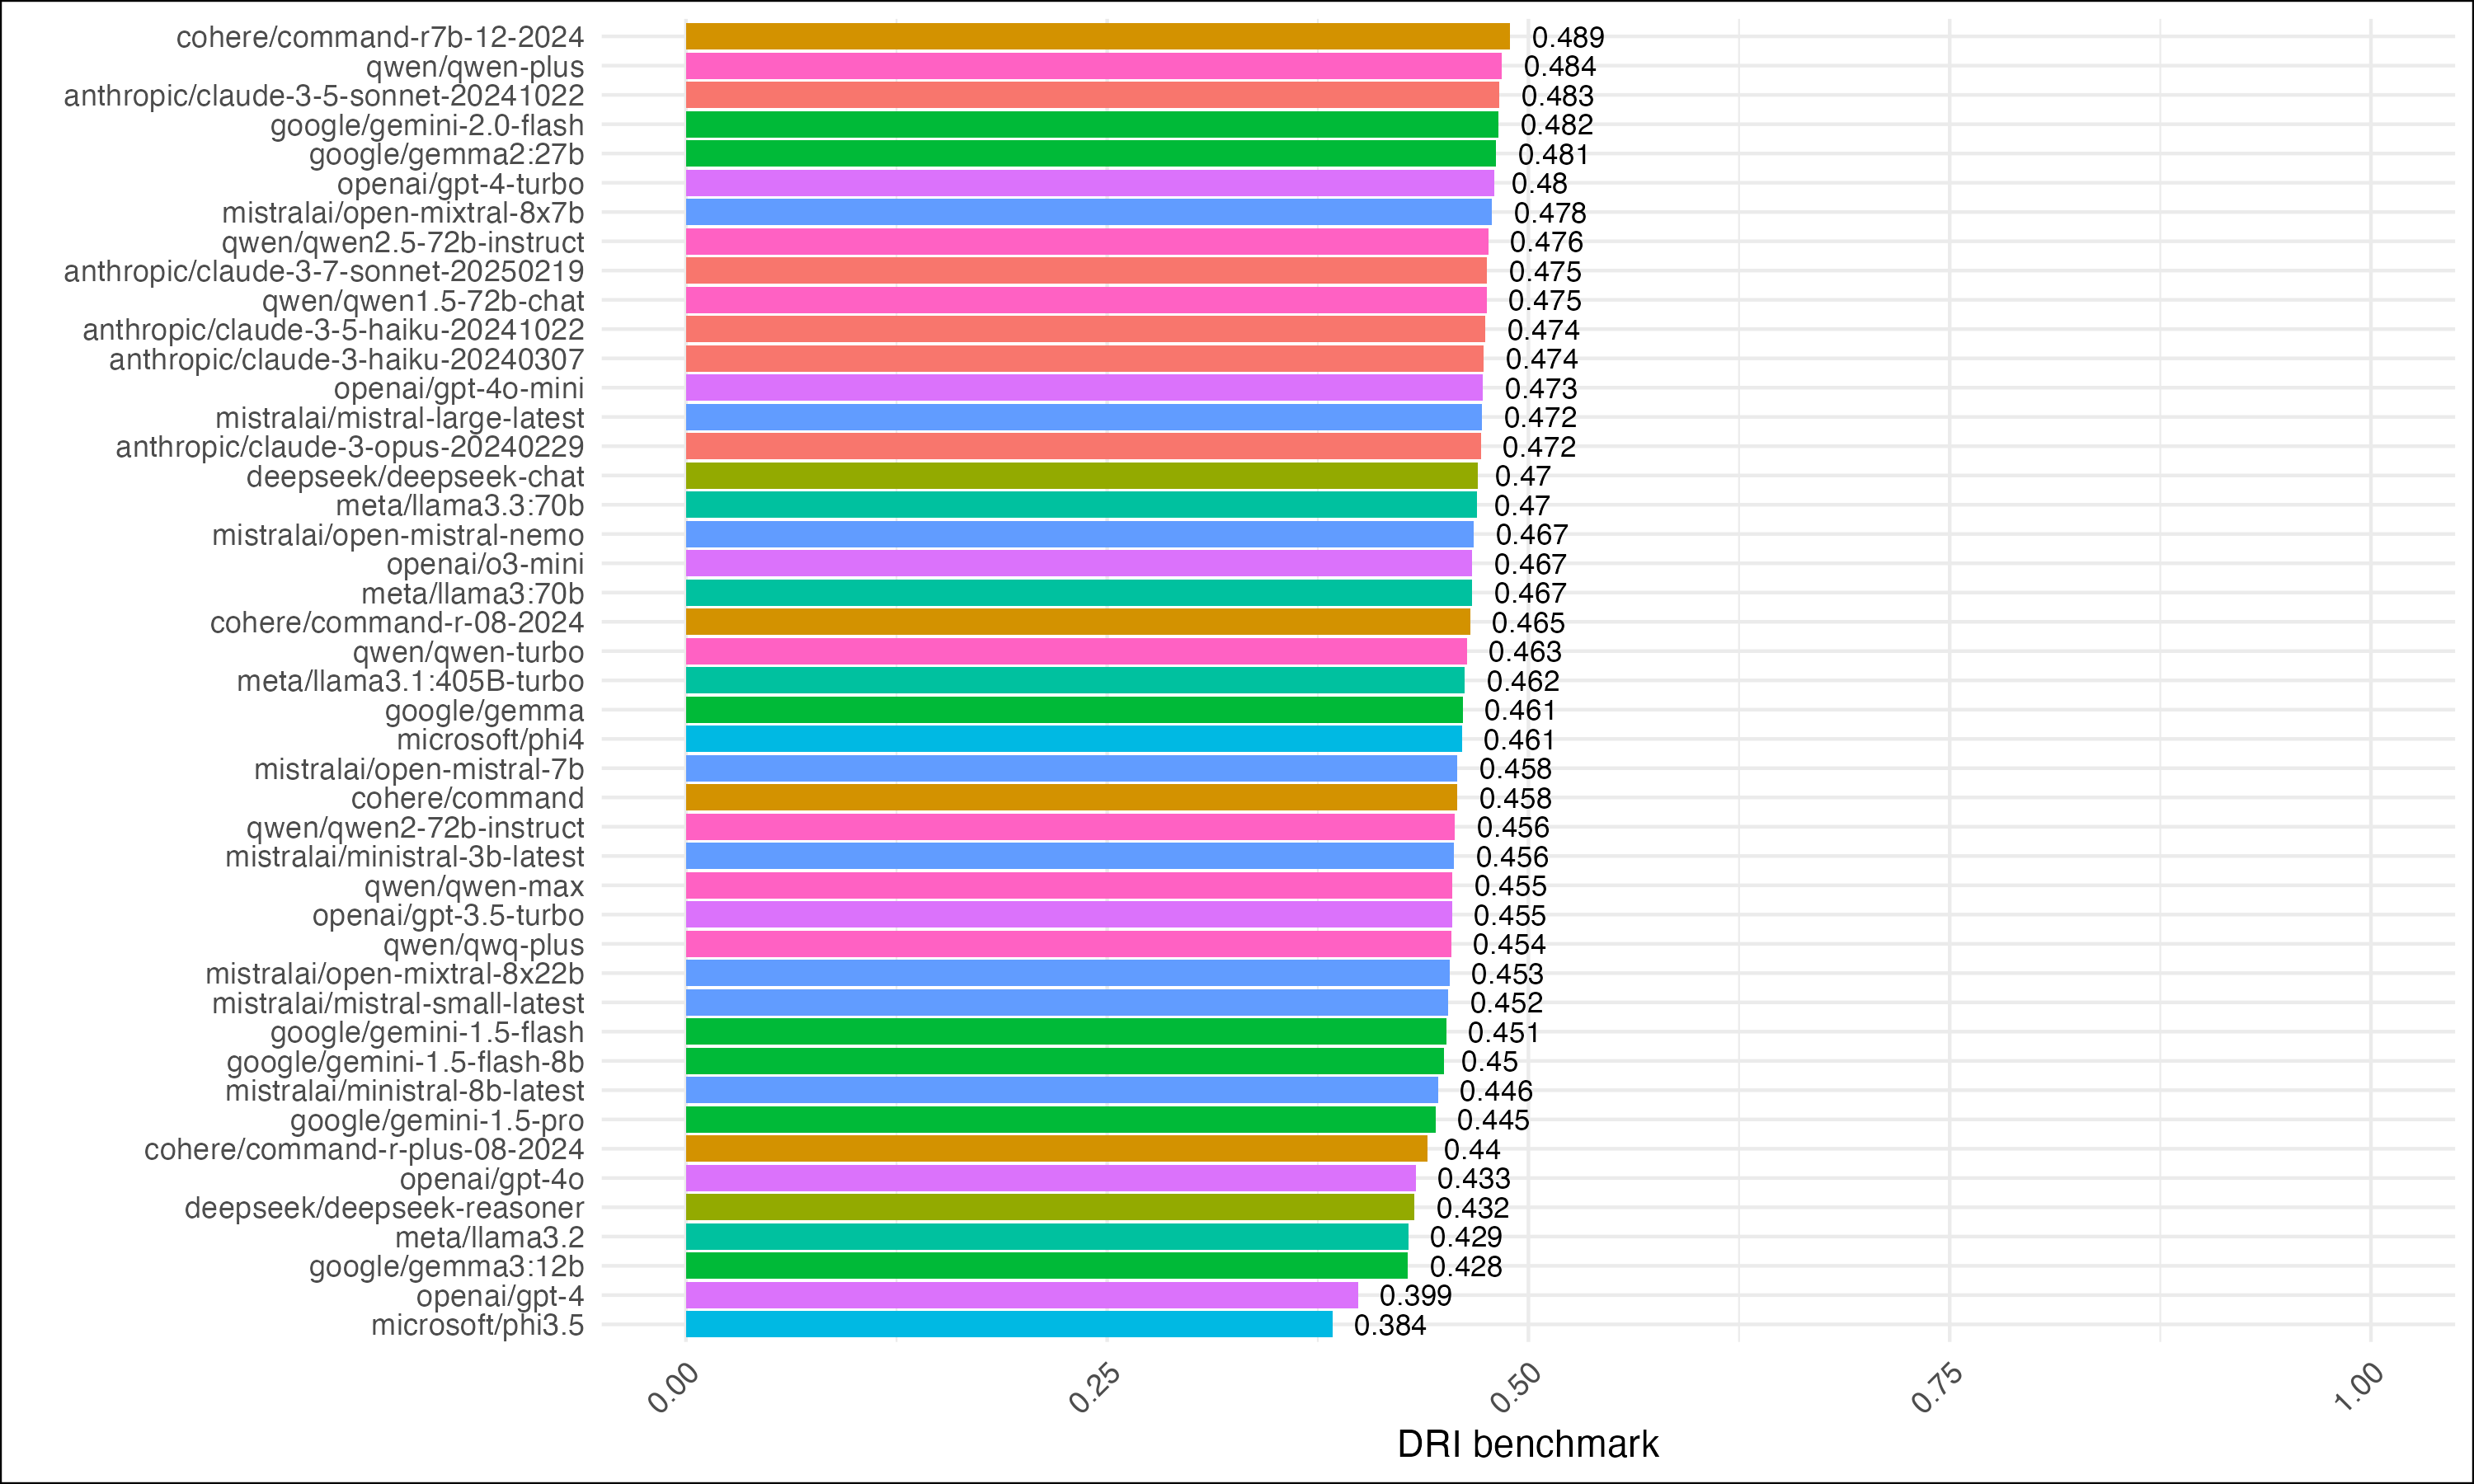 cohere/command-r7b-12-2024 0.489
qwen/qwen-plus 0.484
anthropic/claude-3-5-sonnet-20241022 0.483
google/gemini-2.0-flash 0.482
google/gemma2:27b 0.481
openai/gpt-4-turbo 0.48
mistralai/open-mixtral-8x7b 0.478
qwen/qwen2.5-72b-instruct 0.476
anthropic/claude-3-7-sonnet-20250219 0.475
qwen/qwen1.5-72b-chat 0.475
anthropic/claude-3-5-haiku-20241022 0.474
anthropic/claude-3-haiku-20240307 0.474
openai/gpt-4o-mini 0.473
mistralai/mistral-large-latest 0.472
anthropic/claude-3-opus-20240229 0.472
deepseek/deepseek-chat 0.47
meta/llama3.3:70b 0.47
mistralai/open-mistral-nemo 0.467
openai/o3-mini 0.467
meta/llama3:70b 0.467
cohere/command-r-08-2024 0.465
qwen/qwen-turbo 0.463
meta/llama3.1:405B-turbo 0.462
google/gemma 0.461
microsoft/phi4 0.461
mistralai/open-mistral-7b 0.458
cohere/command 0.458
qwen/qwen2-72b-instruct 0.456
mistralai/ministral-3b-latest 0.456
qwen/qwen-max 0.455
openai/gpt-3.5-turbo 0.455
qwen/qwq-plus 0.454
mistralai/open-mixtral-8x22b 0.453
mistralai/mistral-small-latest 0.452
google/gemini-1.5-flash 0.451
google/gemini-1.5-flash-8b 0.45
mistralai/ministral-8b-latest 0.446
google/gemini-1.5-pro 0.445
cohere/command-r-plus-08-2024 0.44
openai/gpt-4o 0.433
deepseek/deepseek-reasoner 0.432
meta/llama3.2 0.429
google/gemma3:12b 0.428
openai/gpt-4 0.399
microsoft/phi3.5 0.384
0.00 0.25 0.50 0.75 1.00
DRI benchmark